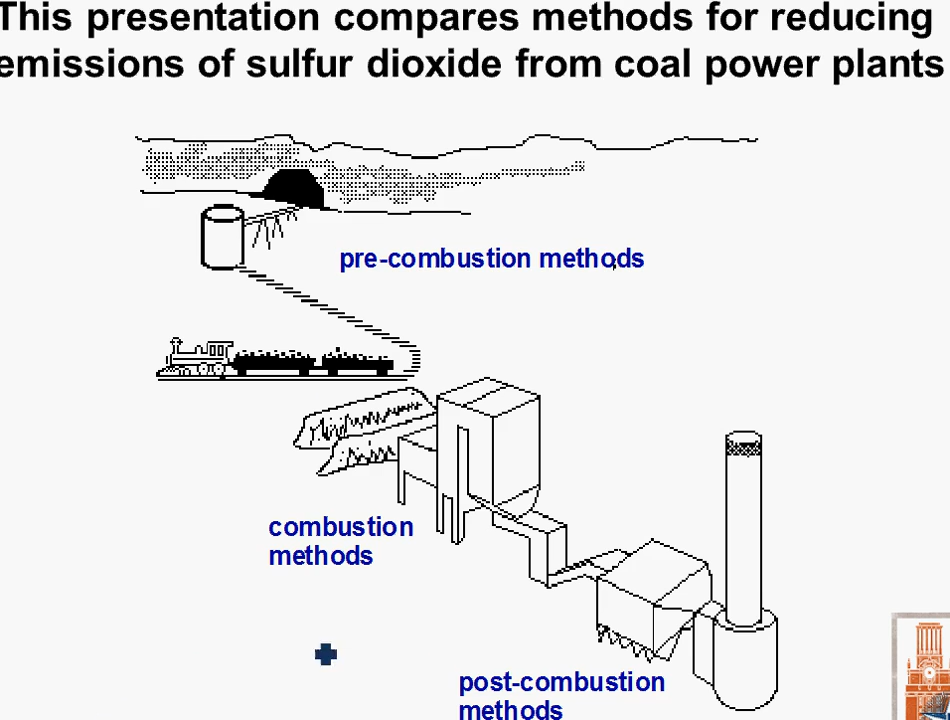 This presentation compares methods for reducing
emissions of sulfur dioxide from coal power plants
pre-combustion methods
combustion
methods
post-combustion
methods